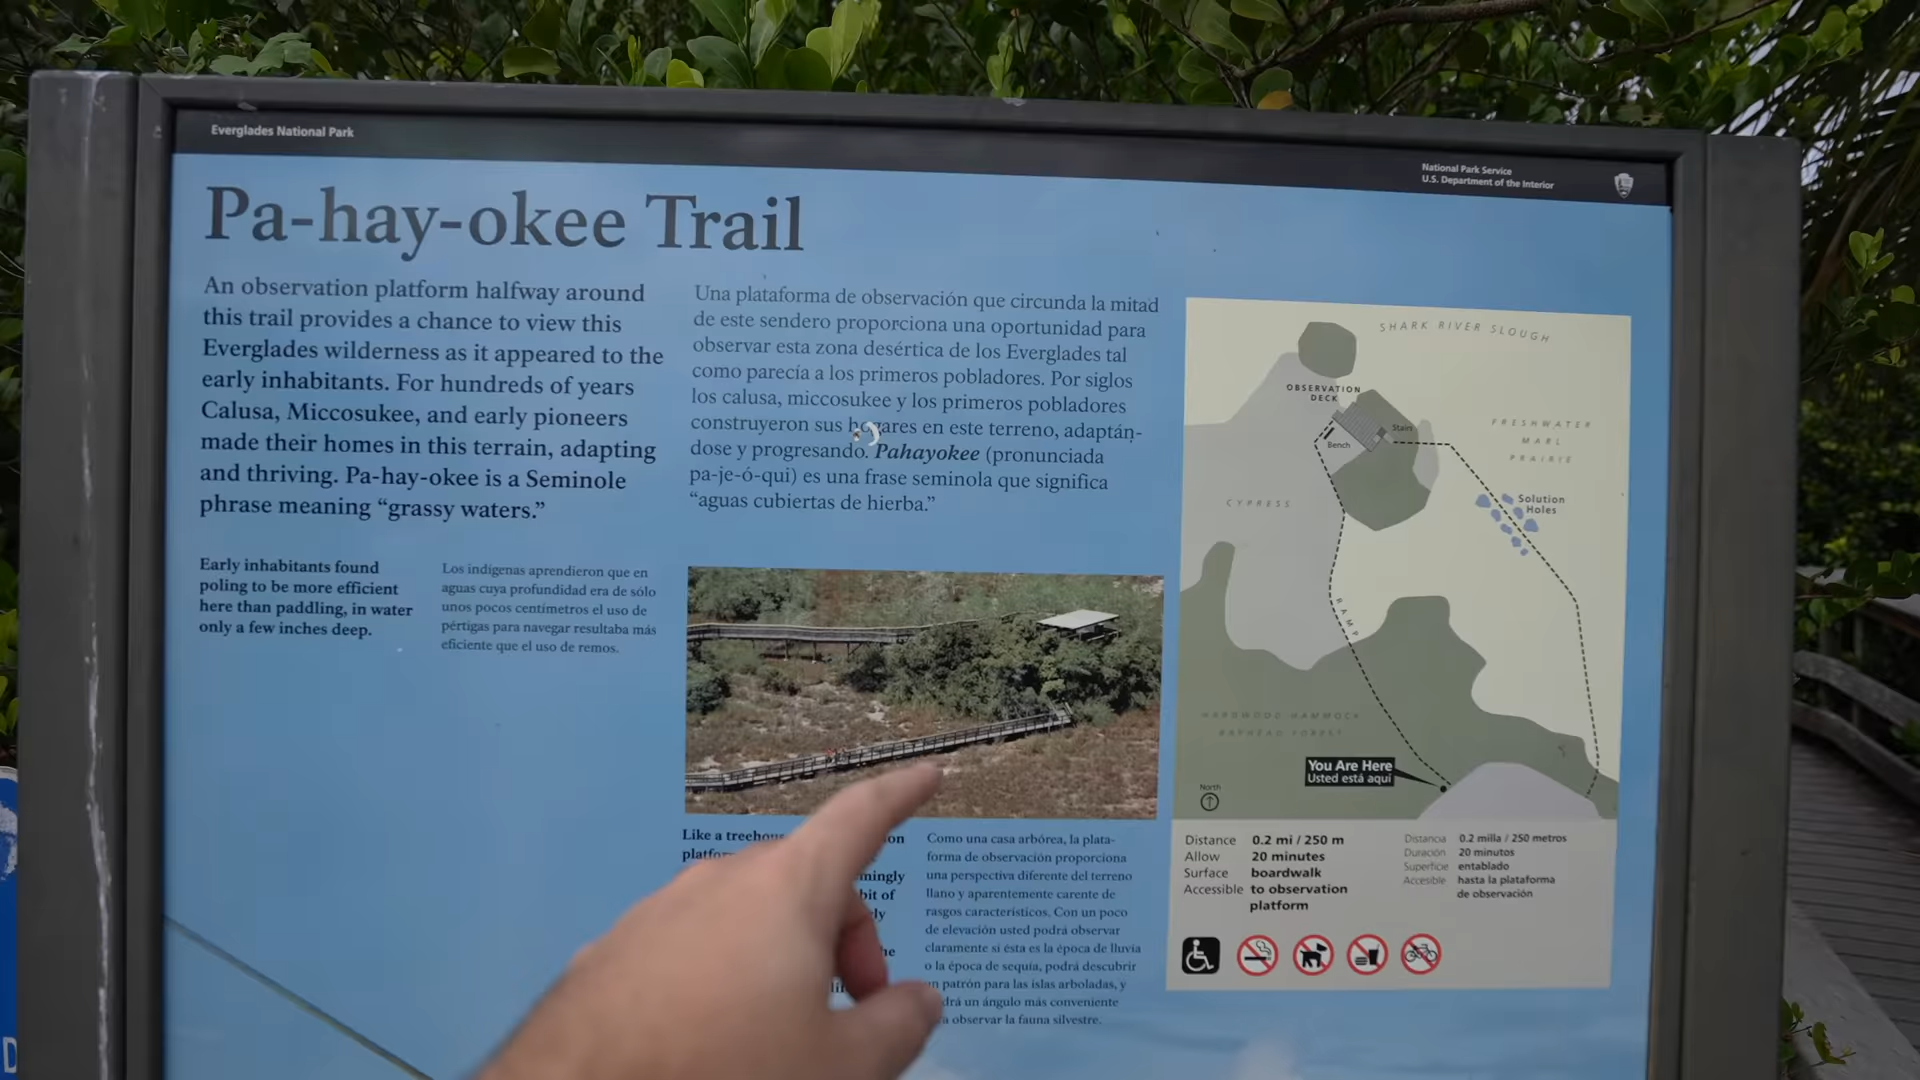 Everglades National Park
National Park Service
U.S. Department of the Interior
Pa-hay-okee Trail
An observation platform halfway around
this trail provides a chance to view this
Everglades wilderness as it appeared to the
early inhabitants. For hundreds of years
Calusa, Miccosukee, and early pioneers
made their homes in this terrain, adapting
and thriving. Pa-hay-okee is a Seminole
phrase meaning “grassy waters.”
Una plataforma de observación que circunda la mitad
de este sendero proporciona una oportunidad para
observar esta zona desértica de los Everglades tal
como parecía a los primeros pobladores. Por siglos
los calusa, miccosukee y los primeros pobladores
construyeron sus hogares en este terreno, adaptán-
dose y progresando. Pahayokee (pronunciada
pa-je-ó-qui) es una frase seminola que significa
“aguas cubiertas de hierba.”
Early inhabitants found
poling to be more efficient
here than paddling, in water
only a few inches deep.
Los indígenas aprendieron que en
aguas cuya profundidad era de sólo
unos pocos centímetros el uso de
pértigas para navegar resultaba más
eficiente que el uso de remos.
Like a treehou
platfor
on
mingly
bit of
ly
he
Como una casa arbórea, la plata-
forma de observación proporciona
una perspectiva diferente del terreno
llano y aparentemente carente de
rasgos característicos. Con un poco
de elevación usted podrá observar
claramente si ésta es la época de lluvia
o la época de sequía, podrá descubrir
un patrón para las islas arboladas, y
drá un ángulo más conveniente
a observar la fauna silvestre.
SHARK RIVER SLOUGH
OBSERVATION
DECK
Stairs
Bench
FRESHWATER
MARL
PRAIRIE
CYPRESS
Solution
Holes
RAMP
HARDWOOD HAMMOCK
BAYHEAD FOREST
You Are Here
Usted está aquí
North
Distance 0.2 mi / 250 m
Allow 20 minutes
Surface boardwalk
Accessible to observation
platform
Distancia 0.2 milla / 250 metros
Duración 20 minutos
Superficie entablado
Accesible hasta la plataforma
de observación
D